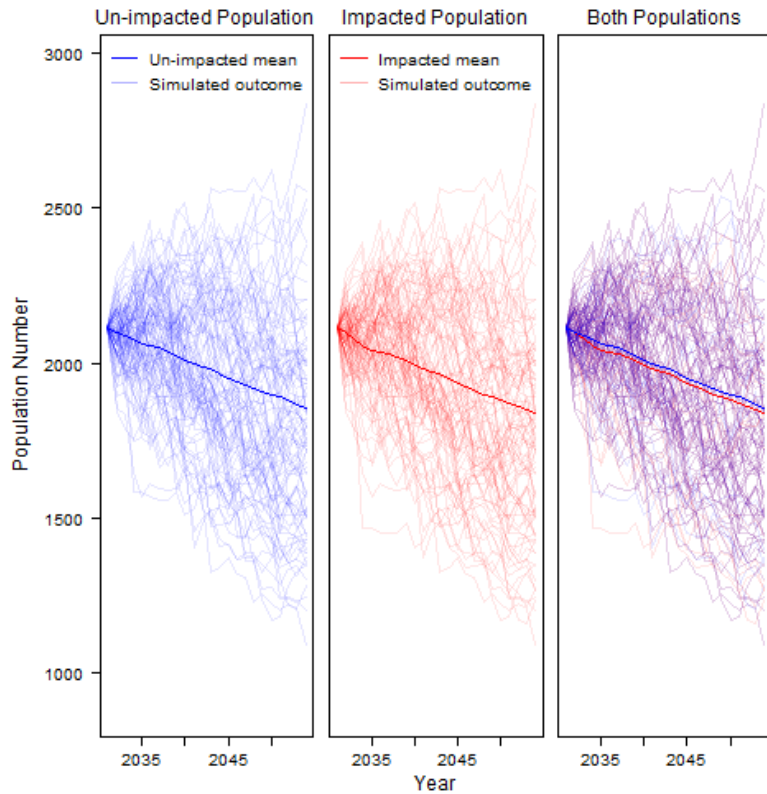 Un-impacted Population
Impacted Population
Both Populations
Un-impacted mean
Simulated outcome
Impacted mean
Simulated outcome
3000
2500
2000
1500
1000
Population Number
2035
2045
2035
2045
2035
2045
Year